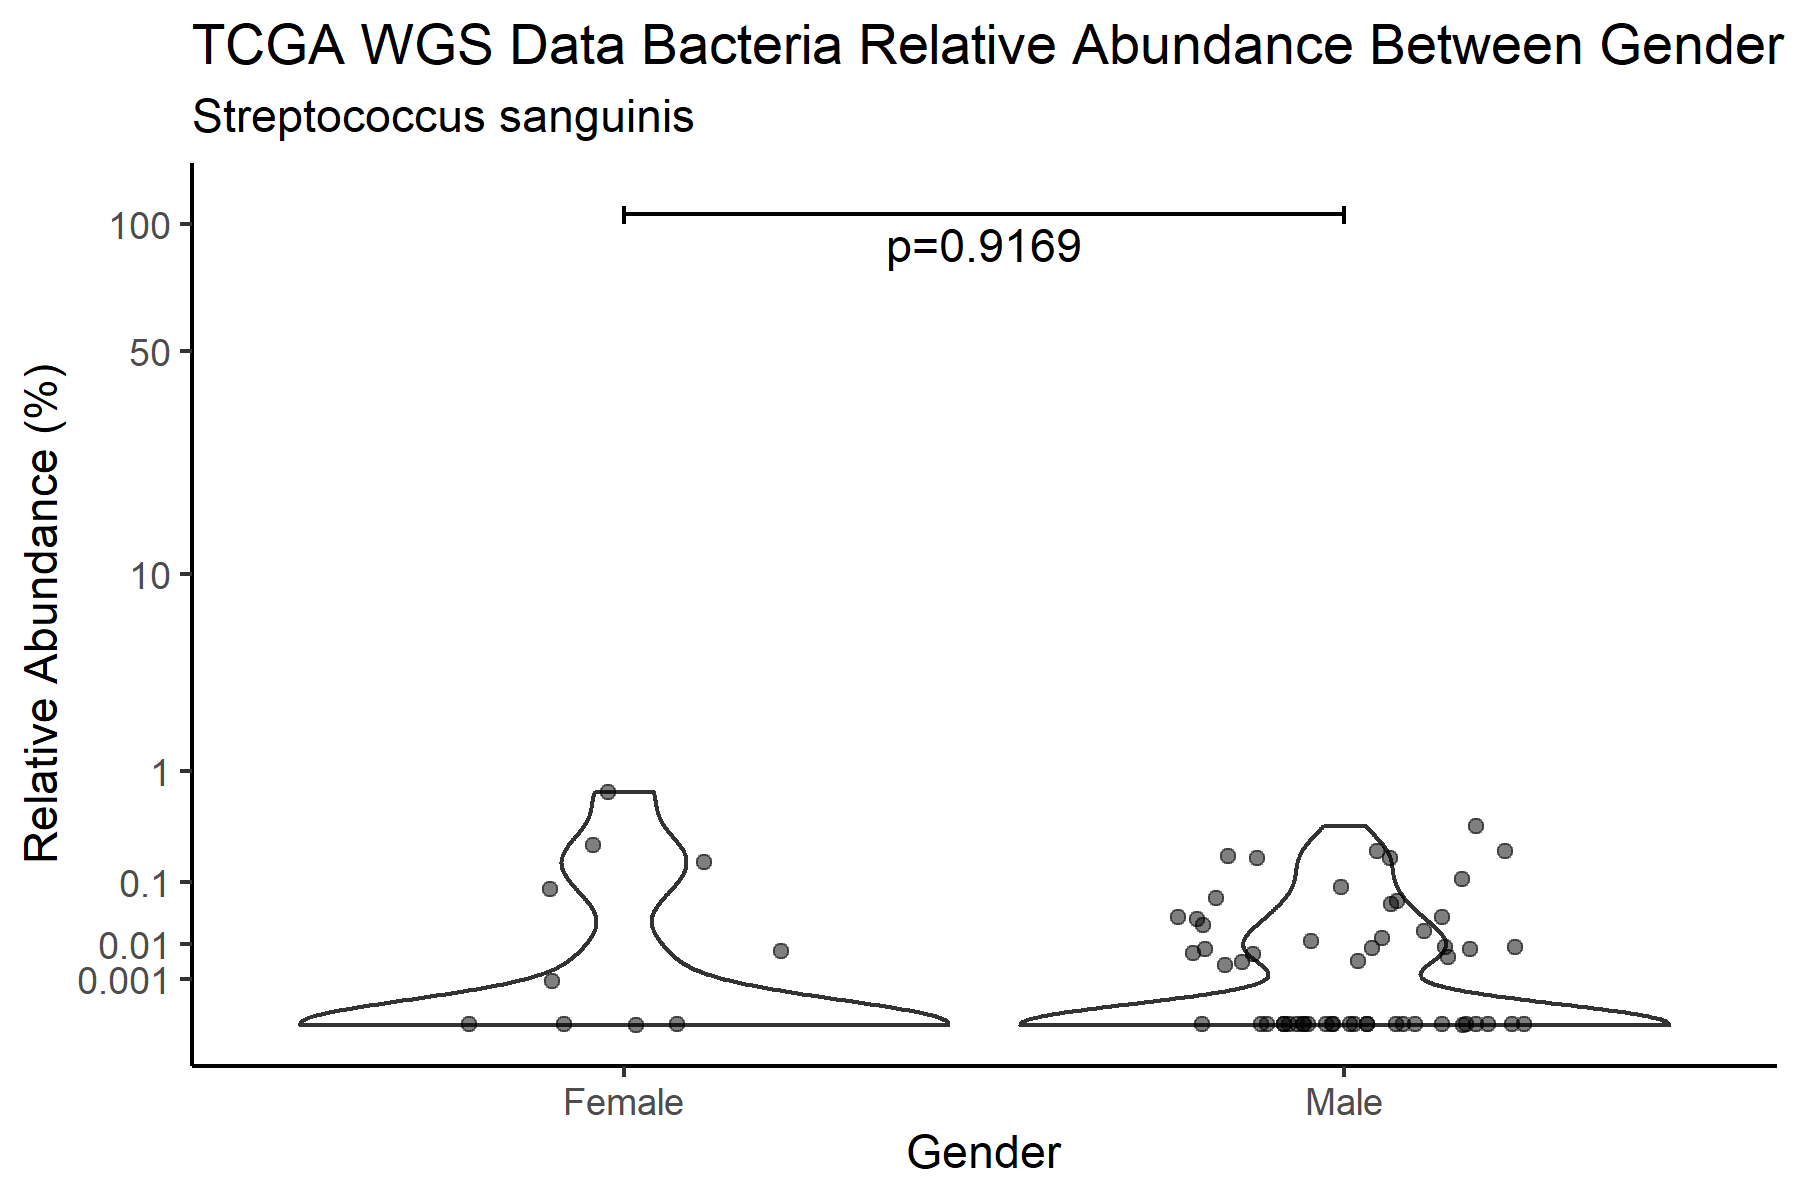 TCGA WGS Data Bacteria Relative Abundance Between Gender
Streptococcus sanguinis
100
50
10
1
0.1
0.01
0.001
Relative Abundance (%)
p=0.9169
Female
Male
Gender